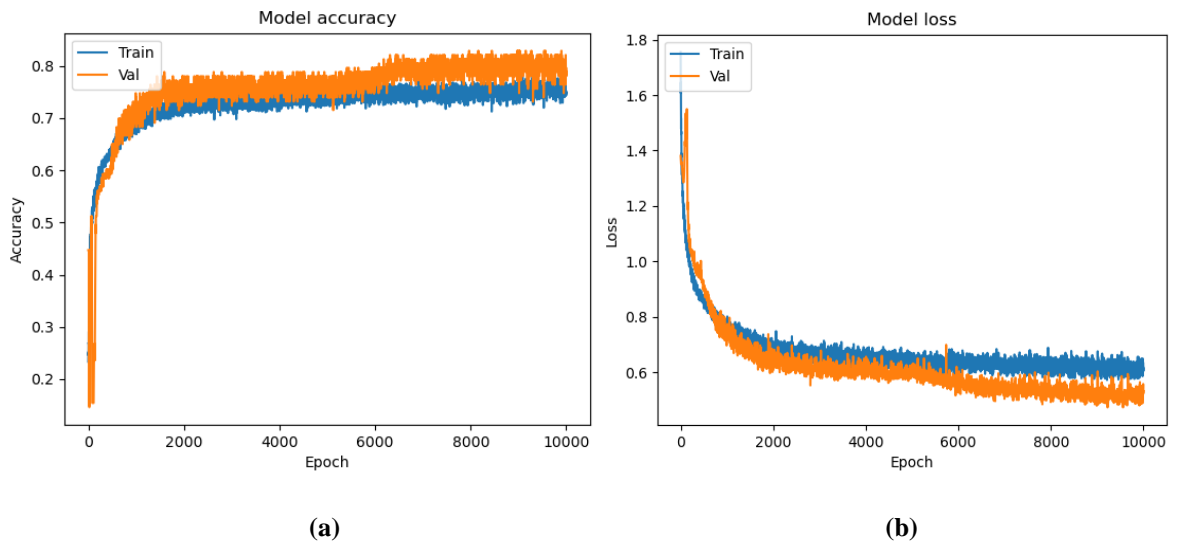 Model accuracy
Train
Val
0.8
0.7
0.6
0.5
0.4
0.3
0.2
Accuracy
0
2000
4000
6000
8000
10000
Epoch
(a)
Model loss
Train
Val
1.8
1.6
1.4
1.2
1.0
0.8
0.6
Loss
0
2000
4000
6000
8000
10000
Epoch
(b)